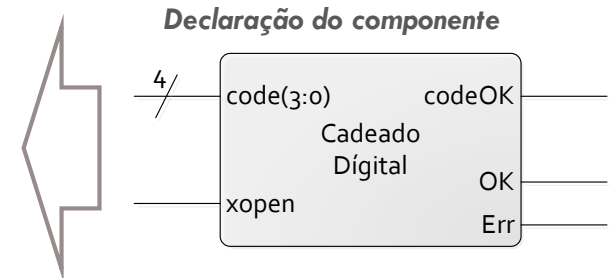 Declaração do componente
4
code(3:0) codeOK
Cadeado
Dígital
OK
xopen
Err